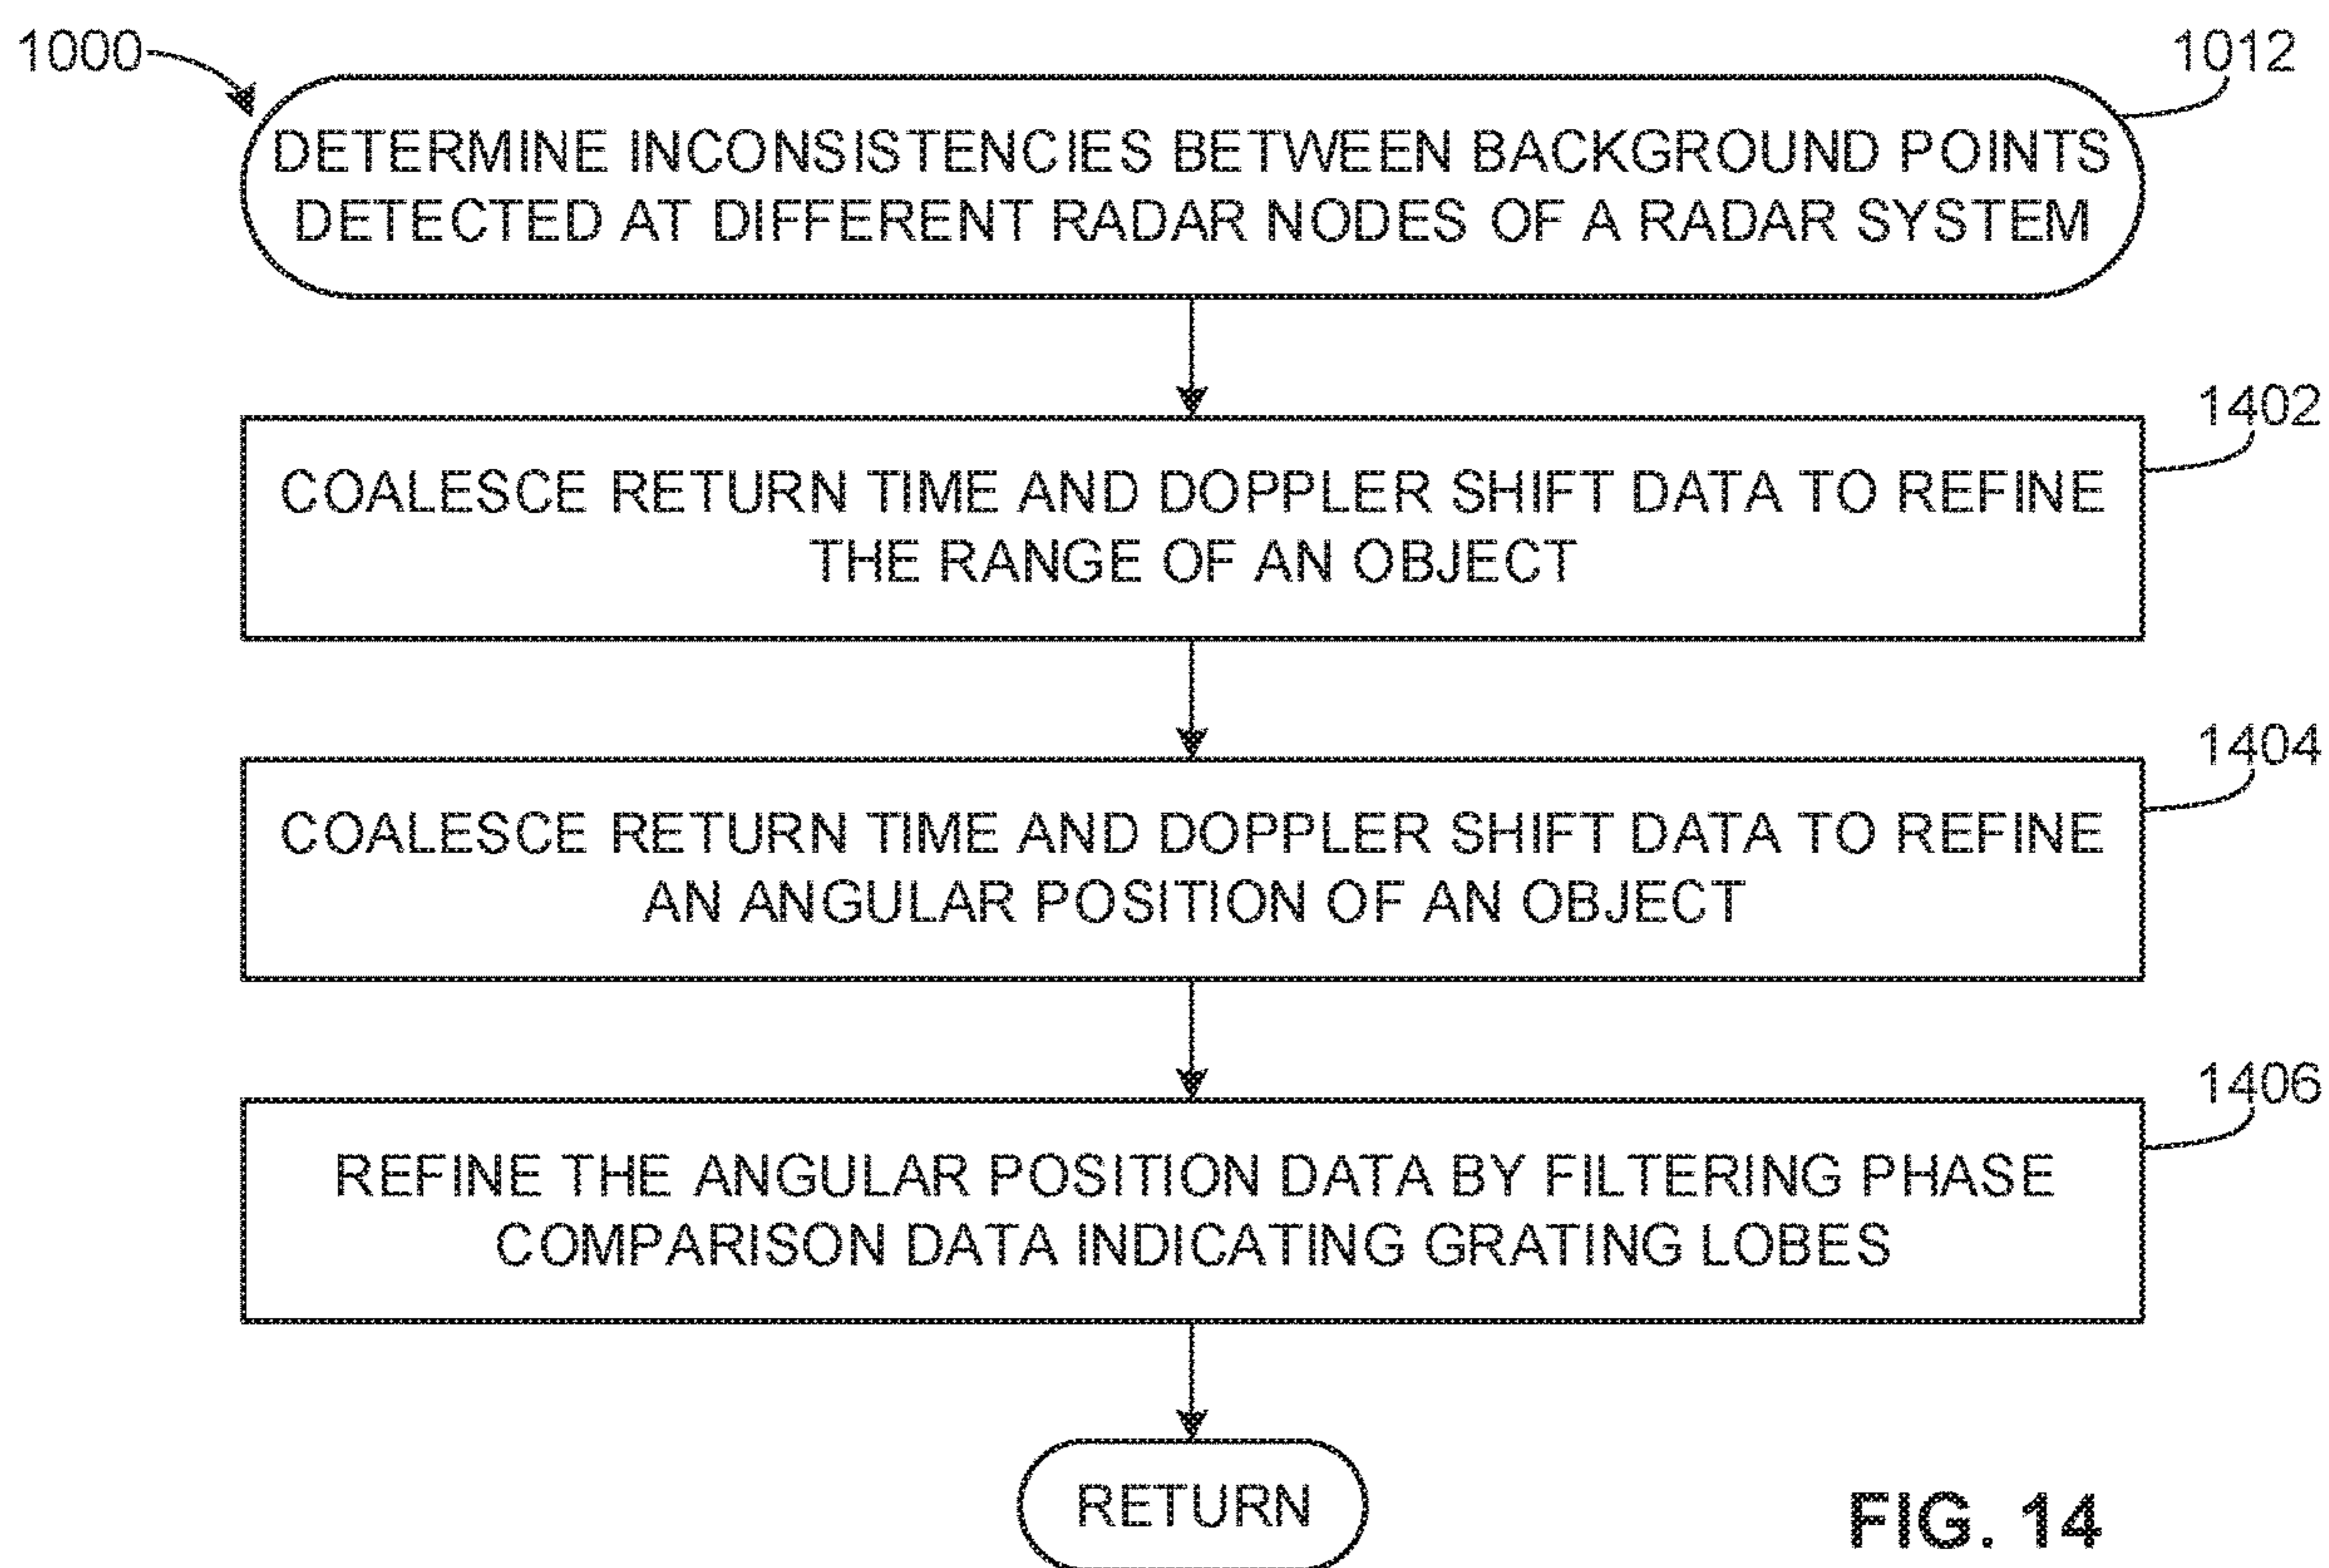 1000
1012
DETERMINE INCONSISTENCIES BETWEEN BACKGROUND POINTS
DETECTED AT DIFFERENT RADAR NODES OF A RADAR SYSTEM
1402
COALESCE RETURN TIME AND DOPPLER SHIFT DATA TO REFINE
THE RANGE OF AN OBJECT
1404
COALESCE RETURN TIME AND DOPPLER SHIFT DATA TO REFINE
AN ANGULAR POSITION OF AN OBJECT
1406
REFINE THE ANGULAR POSITION DATA BY FILTERING PHASE
COMPARISON DATA INDICATING GRATING LOBES
RETURN
FIG. 14